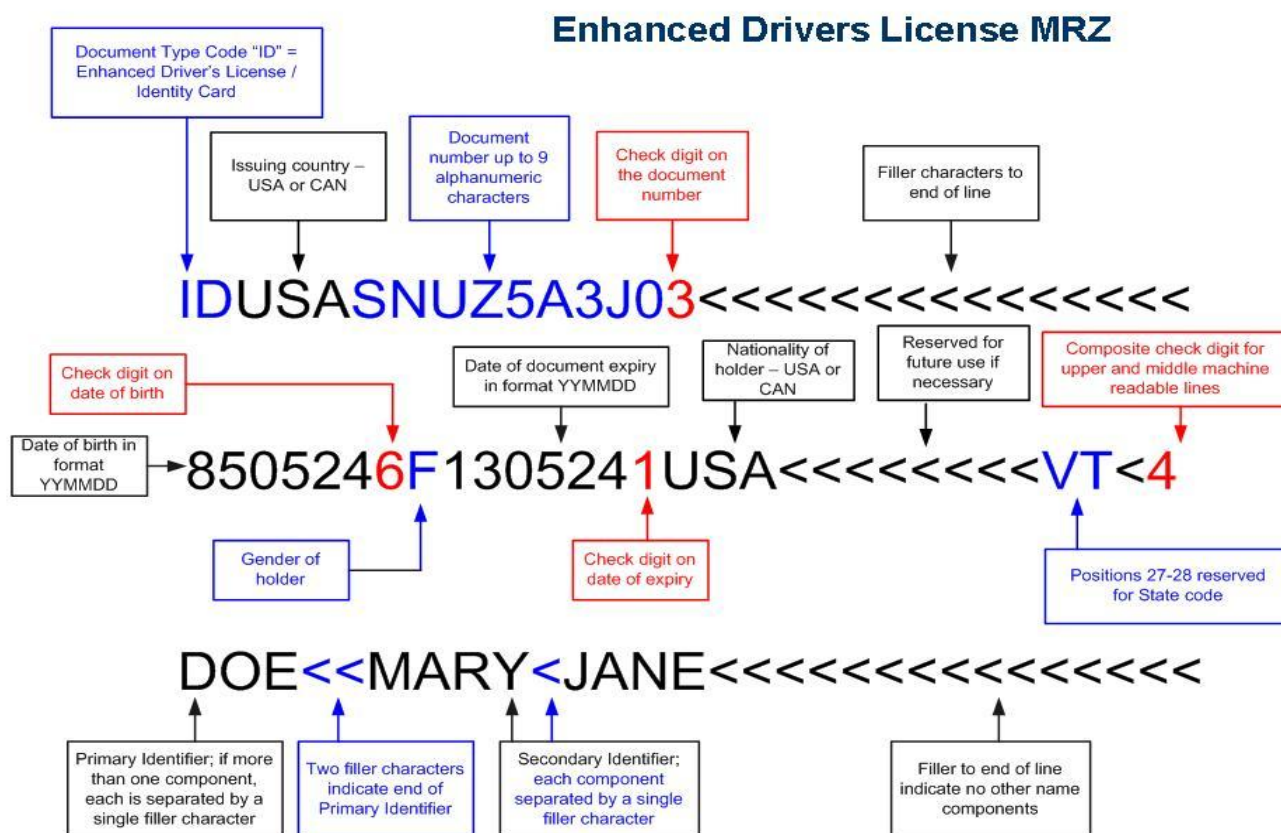 Enhanced Drivers License MRZ
Document Type Code "ID" =
Enhanced Driver's License /
Identity Card
Issuing country –
USA or CAN
Document
number up to 9
alphanumeric
characters
Check digit on
the document
number
Filler characters to
end of line
IDUSASNUZ5A3J03<<<<<<<<<<<<<<<
Check digit on
date of birth
Date of document expiry
in format YYMMDD
Nationality of
holder – USA or
CAN
Reserved for
future use if
necessary
Composite check digit for
upper and middle machine
readable lines
Date of birth in
format
YYMMDD
8505246F1305241USA<<<<<<<<VT<4
Gender of
holder
Check digit on
date of expiry
Positions 27-28 reserved
for State code
DOE<<MARY<JANE<<<<<<<<<<<<<<<
Primary Identifier; if more
than one component,
each is separated by a
single filler character
Two filler characters
indicate end of
Primary Identifier
Secondary Identifier;
each component
separated by a single
filler character
Filler to end of line
indicate no other name
components